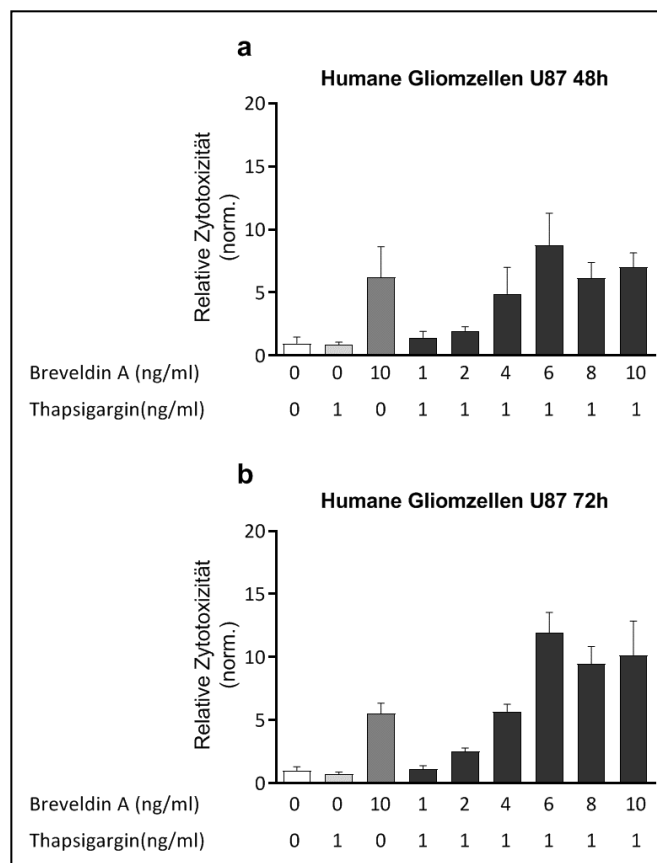 a
Humane Gliomzellen U87 48h
Relative Zytotoxizität
(norm.)
20
15
10
5
0
Breveldin A (ng/ml) 0 0 10 1 2 4 6 8 10
Thapsigargin(ng/ml) 0 1 0 1 1 1 1 1 1
b
Humane Gliomzellen U87 72h
Relative Zytotoxizität
(norm.)
20
15
10
5
0
Breveldin A (ng/ml) 0 0 10 1 2 4 6 8 10
Thapsigargin(ng/ml) 0 1 0 1 1 1 1 1 1